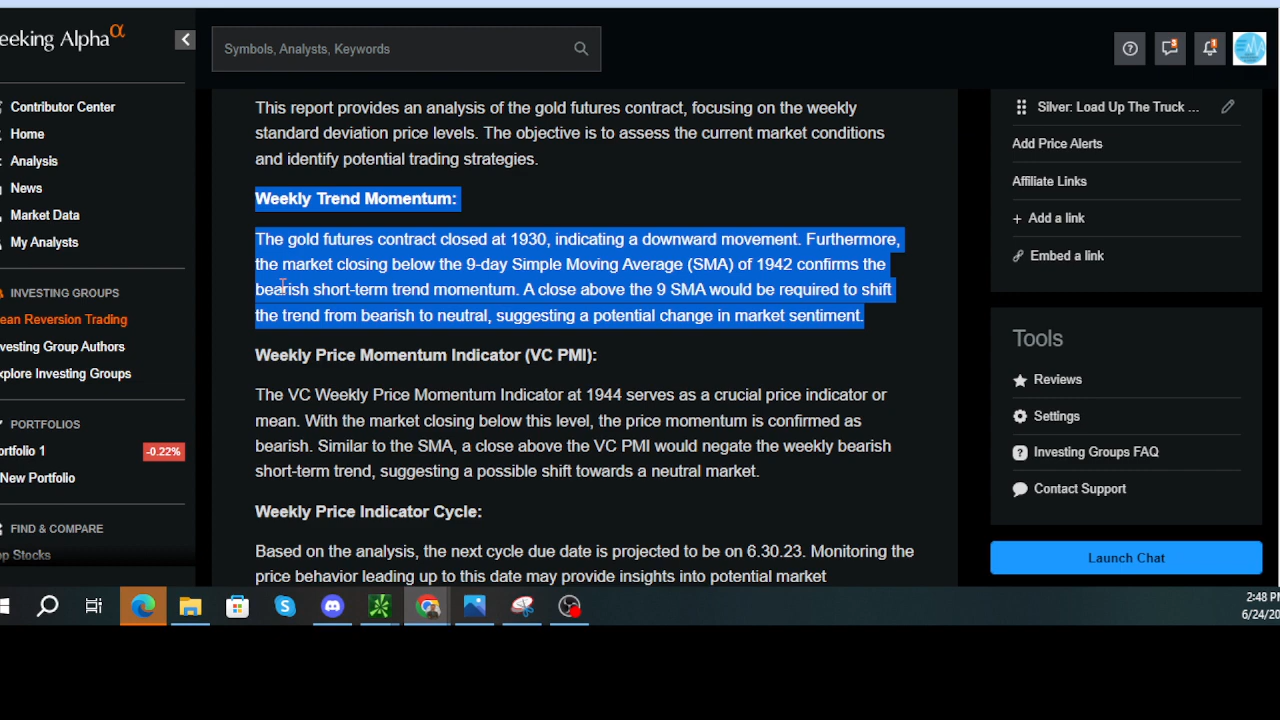 eeking Alpha α
Symbols, Analysts, Keywords
Contributor Center
Home
Analysis
News
Market Data
My Analysts
INVESTING GROUPS
ean Reversion Trading
vesting Group Authors
xplore Investing Groups
PORTFOLIOS
ortfolio 1
-0.22%
New Portfolio
FIND & COMPARE
op Stocks
This report provides an analysis of the gold futures contract, focusing on the weekly
standard deviation price levels. The objective is to assess the current market conditions
and identify potential trading strategies.
Weekly Trend Momentum:
The gold futures contract closed at 1930, indicating a downward movement. Furthermore,
the market closing below the 9-day Simple Moving Average (SMA) of 1942 confirms the
bearish short-term trend momentum. A close above the 9 SMA would be required to shift
the trend from bearish to neutral, suggesting a potential change in market sentiment.
Weekly Price Momentum Indicator (VC PMI):
The VC Weekly Price Momentum Indicator at 1944 serves as a crucial price indicator or
mean. With the market closing below this level, the price momentum is confirmed as
bearish. Similar to the SMA, a close above the VC PMI would negate the weekly bearish
short-term trend, suggesting a possible shift towards a neutral market.
Weekly Price Indicator Cycle:
Based on the analysis, the next cycle due date is projected to be on 6.30.23. Monitoring the
price behavior leading up to this date may provide insights into potential market
Silver: Load Up The Truck ...
Add Price Alerts
Affiliate Links
+ Add a link
Embed a link
Tools
Reviews
Settings
Investing Groups FAQ
Contact Support
Launch Chat
2:48 P
6/24/20